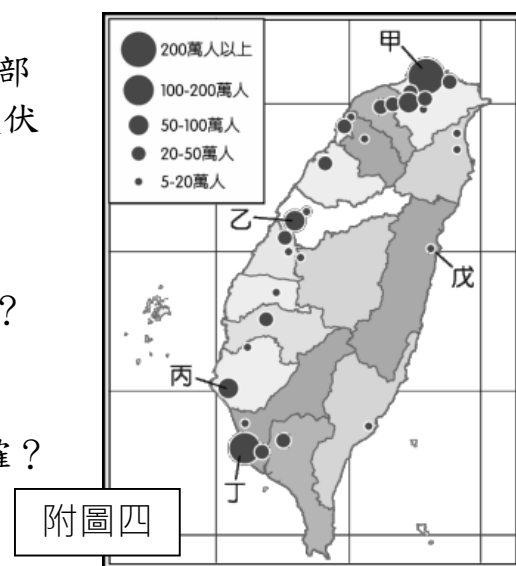 部
伏
？
確？
200萬人以上
100-200萬人
50-100萬人
20-50萬人
5-20萬人
甲
乙
戊
丙
丁
附圖四